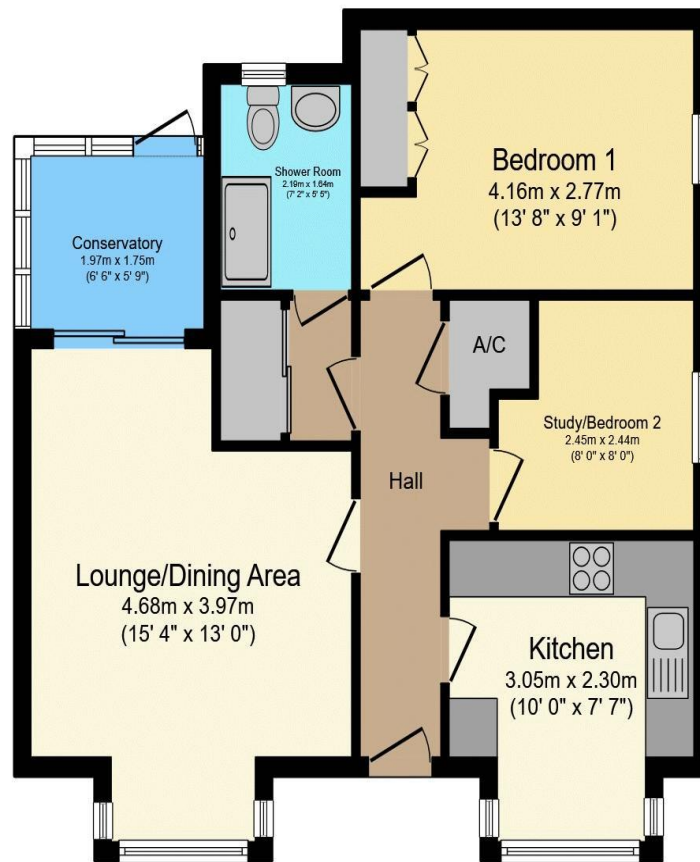 Bedroom 1
4.16m x 2.77m
(13' 8" x 9' 1")
Shower Room
2.19m x 1.64m
(7' 2" x 5' 5")
Conservatory
1.97m x 1.75m
(6' 6" x 5' 9")
A/C
Study/Bedroom 2
2.45m x 2.44m
(8' 0" x 8' 0")
Hall
Lounge/Dining Area
4.68m x 3.97m
(15' 4" x 13' 0")
Kitchen
3.05m x 2.30m
(10' 0" x 7' 7")